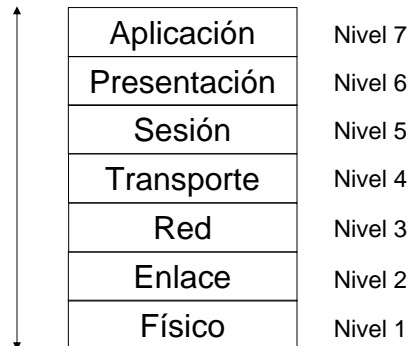 Aplicación Nivel 7
Presentación Nivel 6
Sesión Nivel 5
Transporte Nivel 4
Red Nivel 3
Enlace Nivel 2
Físico Nivel 1